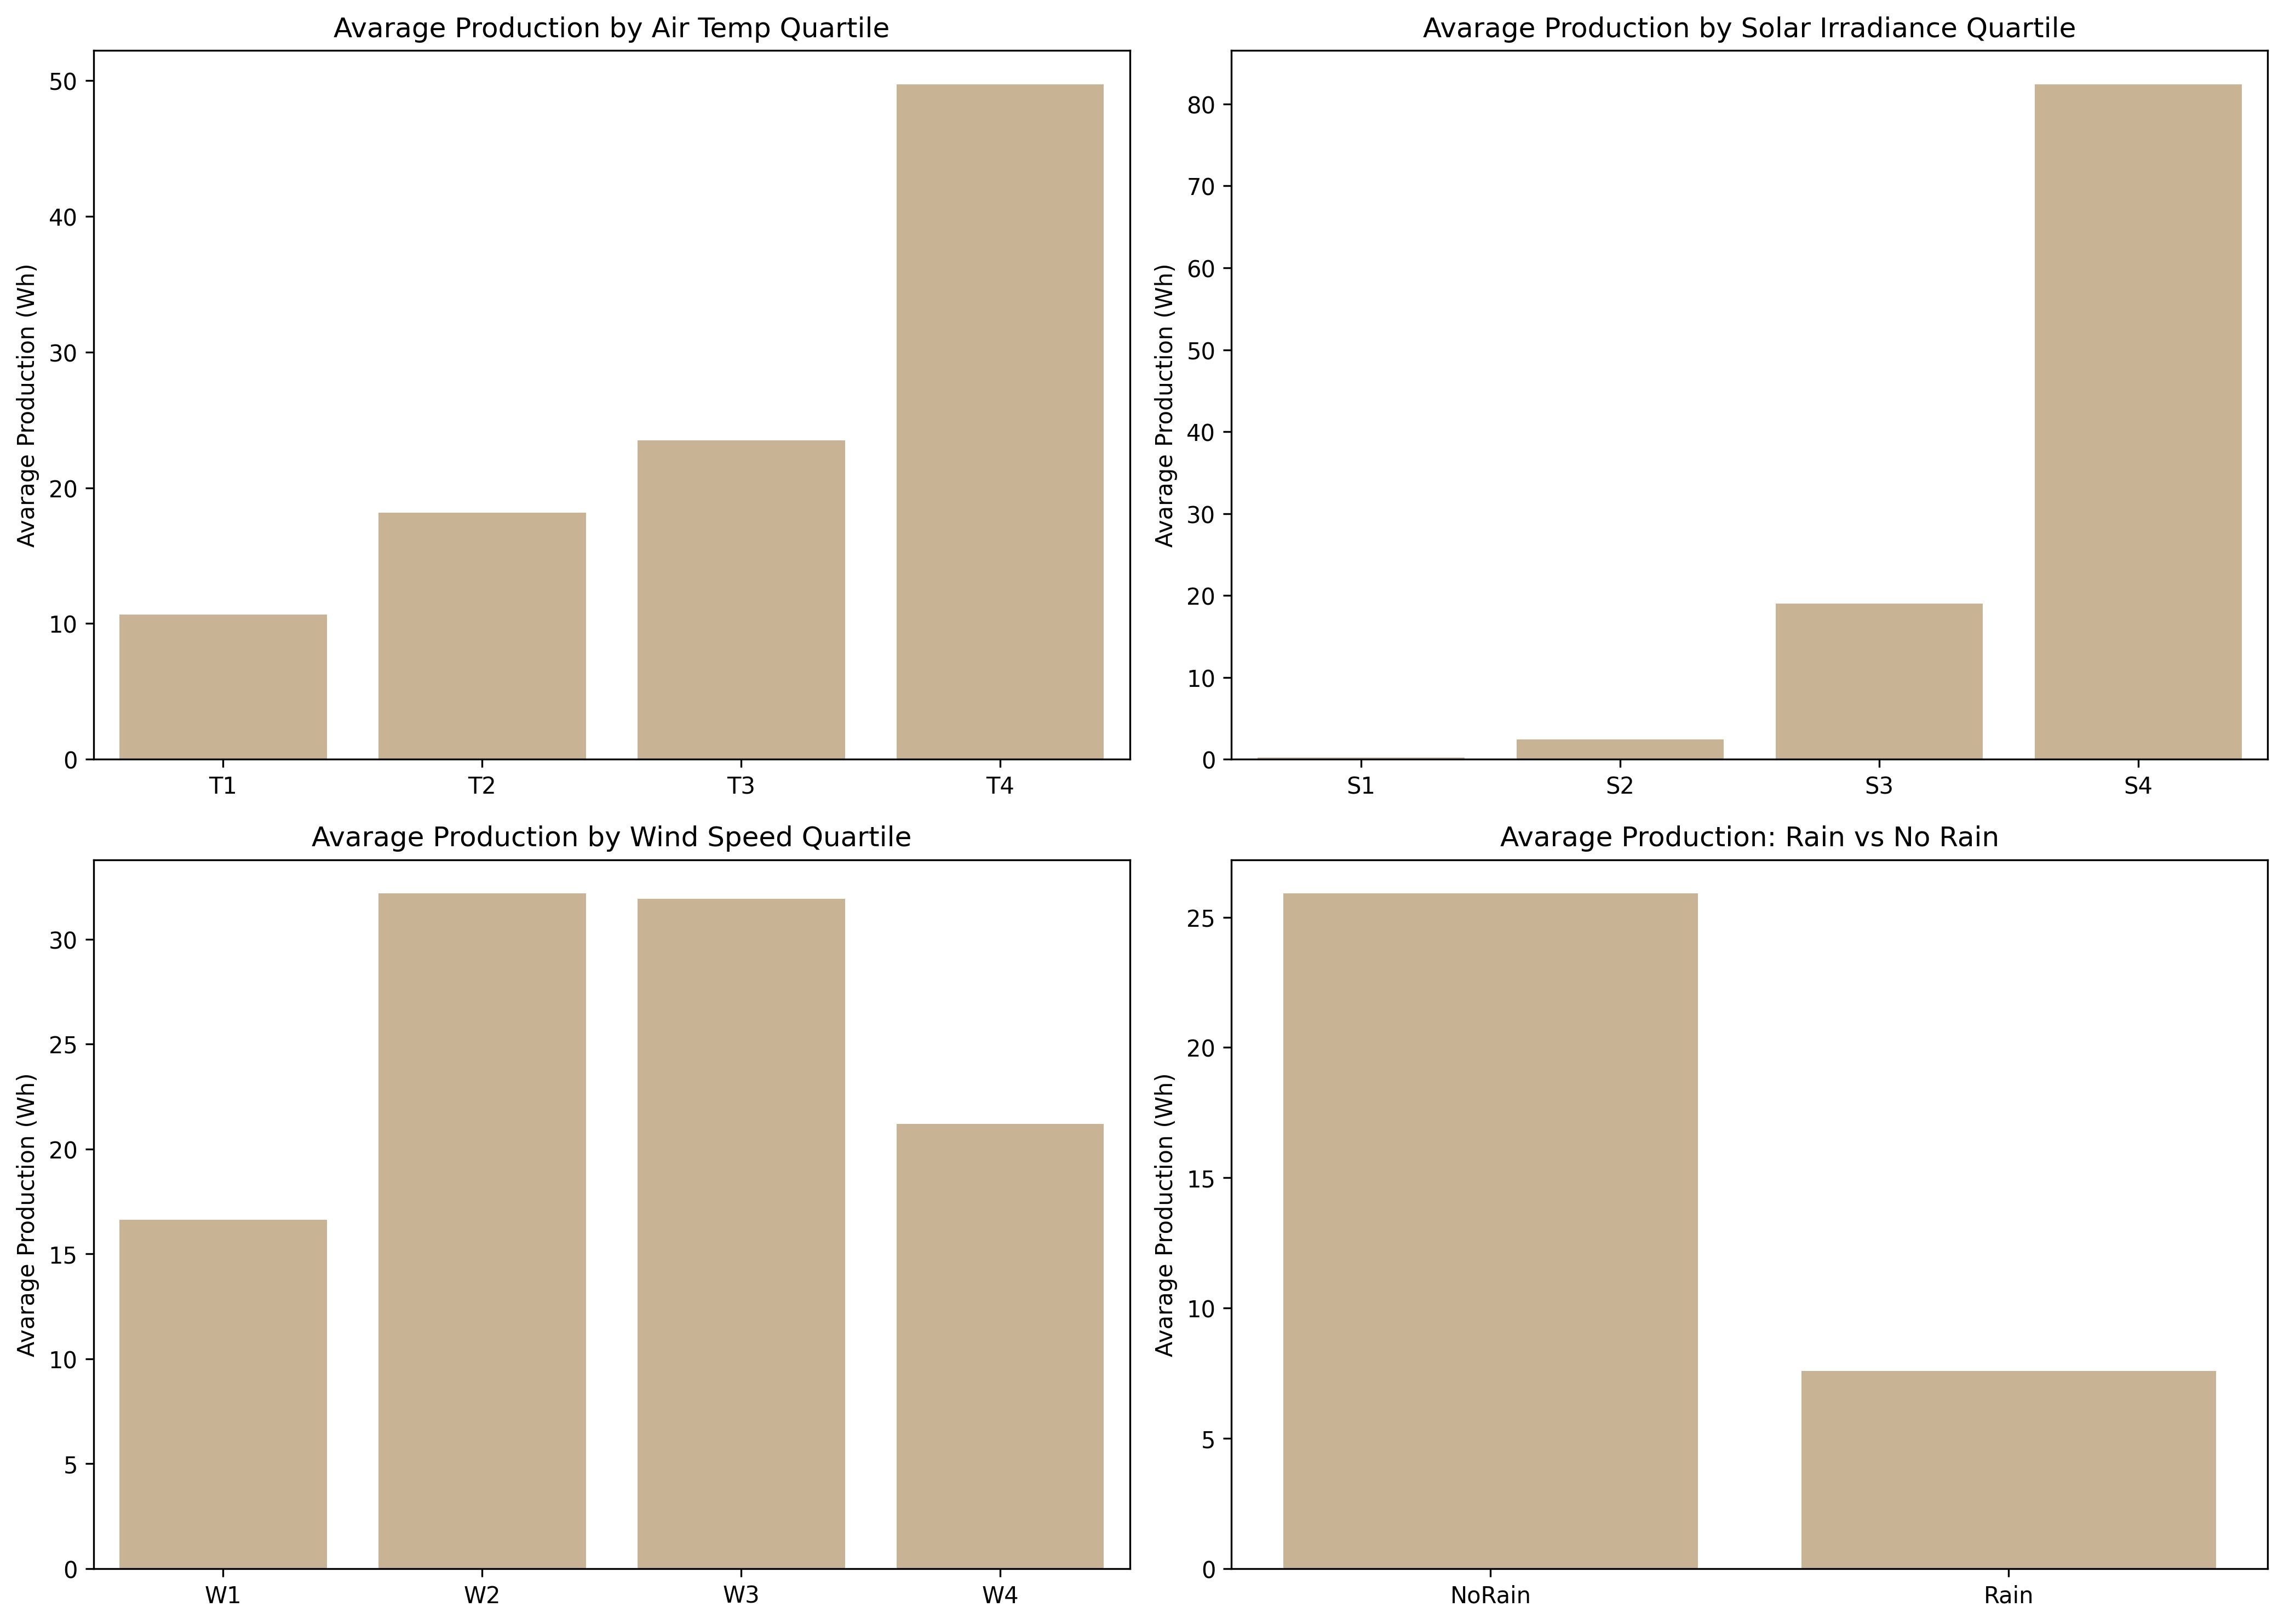 Avarage Production by Air Temp Quartile
Avarage Production (Wh)
50
40
30
20
10
0
T1 T2 T3 T4
Avarage Production by Solar Irradiance Quartile
Avarage Production (Wh)
80
70
60
50
40
30
20
10
0
S1 S2 S3 S4
Avarage Production by Wind Speed Quartile
Avarage Production (Wh)
30
25
20
15
10
5
0
W1 W2 W3 W4
Avarage Production: Rain vs No Rain
Avarage Production (Wh)
25
20
15
10
5
0
NoRain Rain